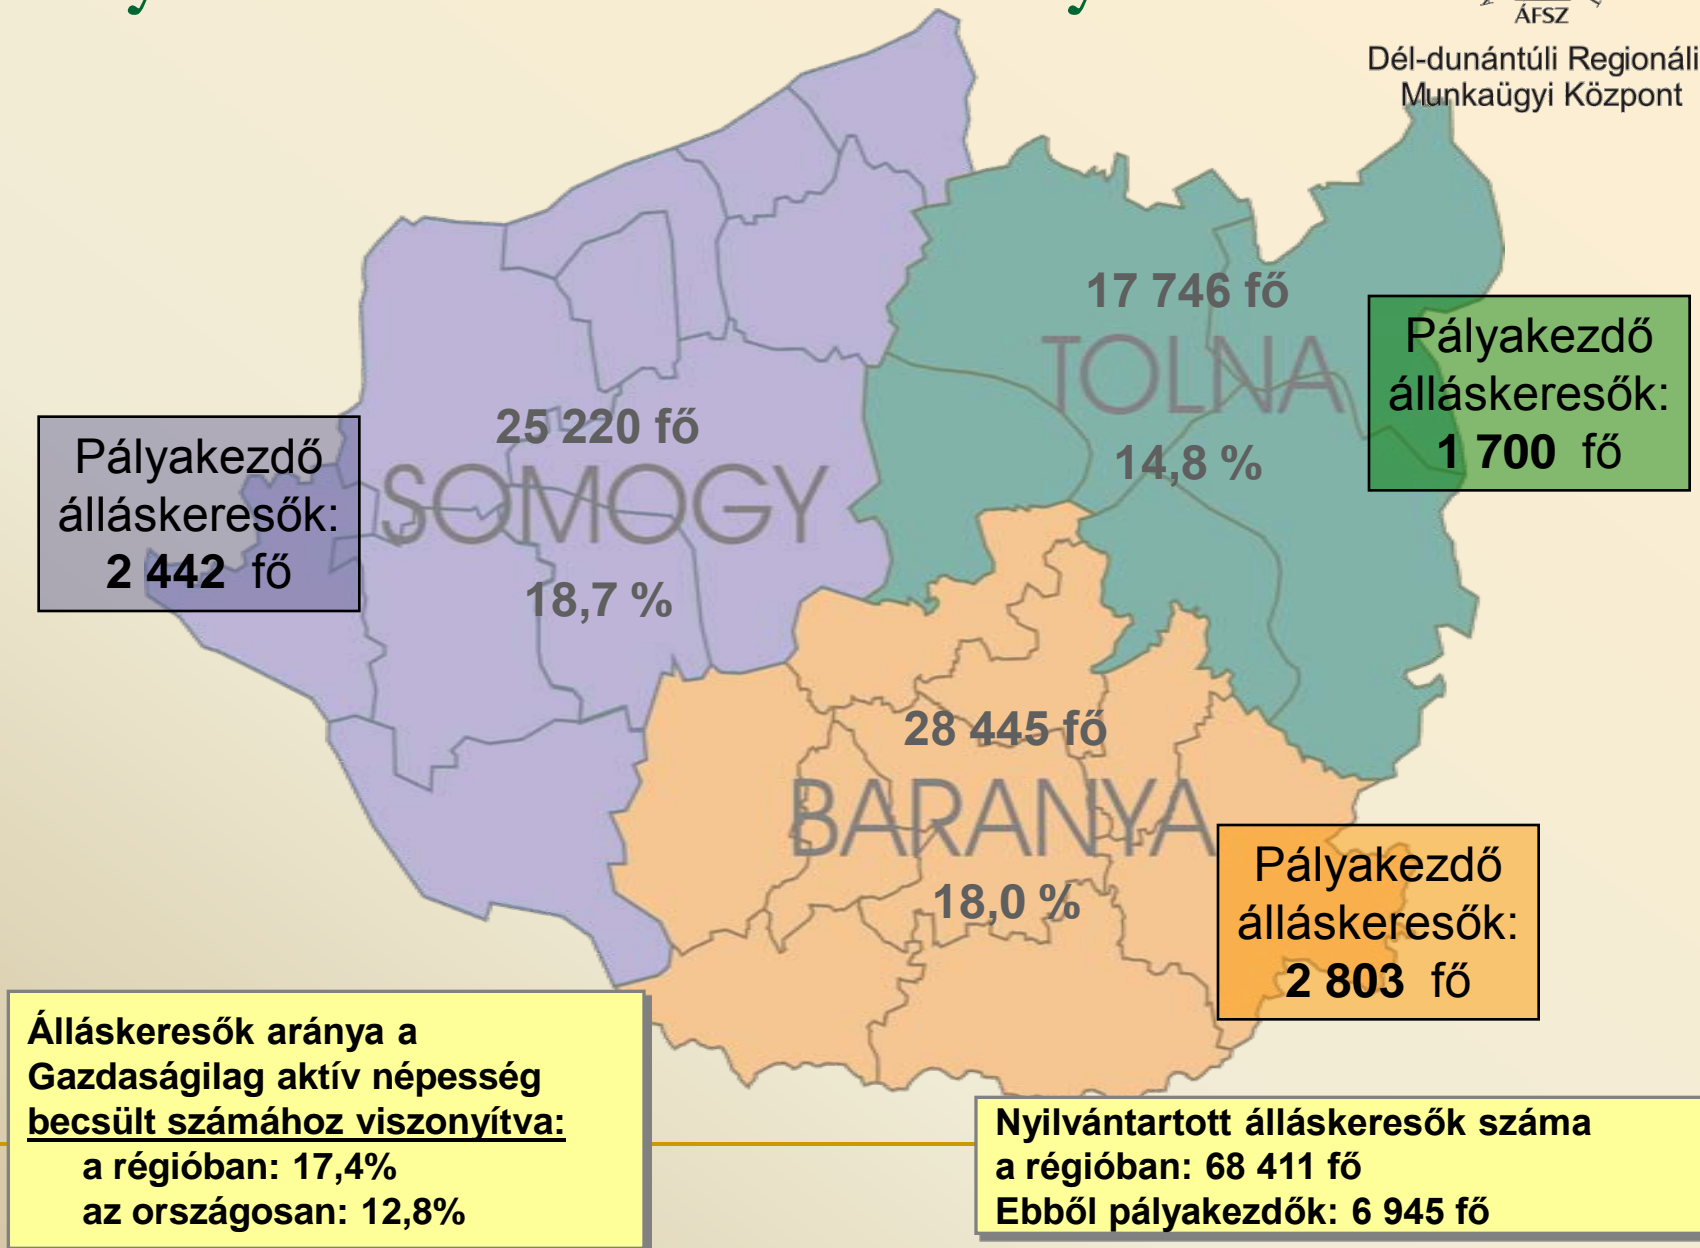 ÁFSZ
Dél-dunántúli Regionáli
Munkaügyi Központ
17 746 fő
TOLNA
14,8 %
Pályakezdő
álláskeresők:
1 700 fő
25 220 fő
SOMOGY
18,7 %
Pályakezdő
álláskeresők:
2 442 fő
28 445 fő
BARANYA
18,0 %
Pályakezdő
álláskeresők:
2 803 fő
Álláskeresők aránya a
Gazdaságilag aktív népesség
becsült számához viszonyítva:
a régióban: 17,4%
az országosan: 12,8%
Nyilvántartott álláskeresők száma
a régióban: 68 411 fő
Ebből pályakezdők: 6 945 fő